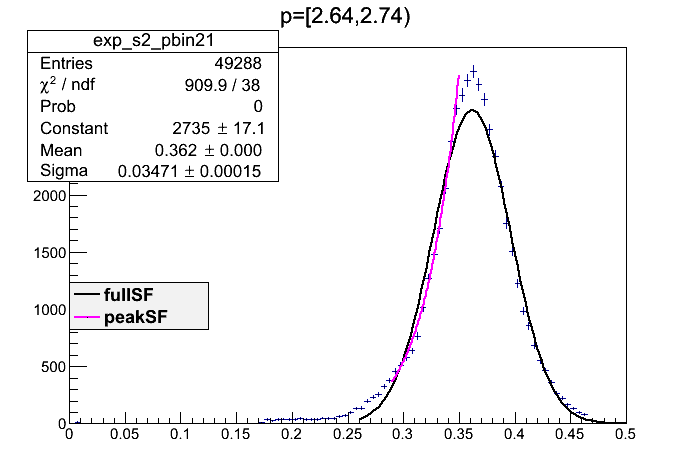 p=[2.64,2.74)
exp_s2_pbin21
Entries 49288
χ² / ndf 909.9 / 38
Prob 0
Constant 2735 ± 17.1
Mean 0.362 ± 0.000
Sigma 0.03471 ± 0.00015
2000
1500
1000
500
0
fullSF
peakSF
0 0.05 0.1 0.15 0.2 0.25 0.3 0.35 0.4 0.45 0.5